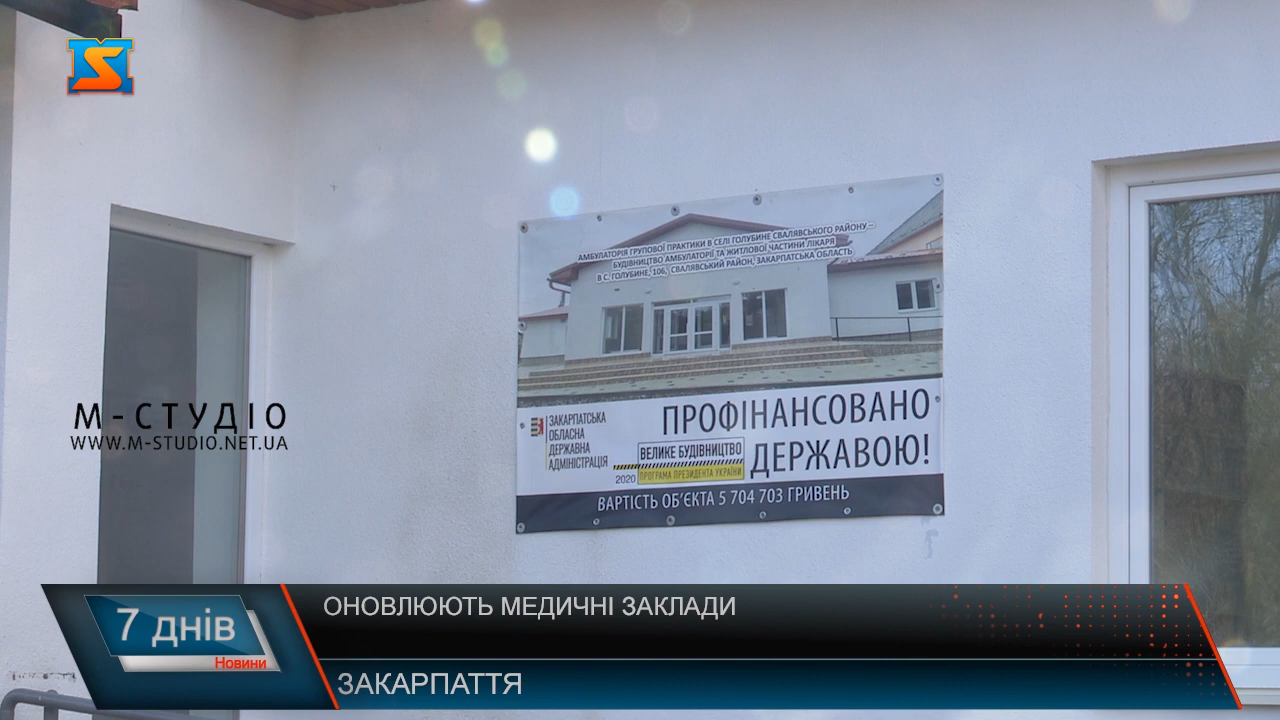 АМБУЛАТОРІЯ ГРУПОВОЇ ПРАКТИКИ В СЕЛІ ГОЛУБИНЕ СВАЛЯВСЬКОГО РАЙОНУ –
БУДІВНИЦТВО АМБУЛАТОРІЇ ТА ЖИТЛОВОЇ ЧАСТИНИ ЛІКАРЯ
В С. ГОЛУБИНЕ, 106, СВАЛЯВСЬКИЙ РАЙОН, ЗАКАРПАТСЬКА ОБЛАСТЬ
ЗАКАРПАТСЬКА
ОБЛАСНА
ДЕРЖАВНА
АДМІНІСТРАЦІЯ
ПРОФІНАНСОВАНО
ДЕРЖАВОЮ!
ВЕЛИКЕ БУДІВНИЦТВО
2020 ПРОГРАМА ПРЕЗИДЕНТА УКРАЇНИ
ВАРТІСТЬ ОБ'ЄКТА 5 704 703 ГРИВЕНЬ
М-СТУДІО
WWW.M-STUDIO.NET.UA
7 днів
Новини
ОНОВЛЮЮТЬ МЕДИЧНІ ЗАКЛАДИ
ЗАКАРПАТТЯ